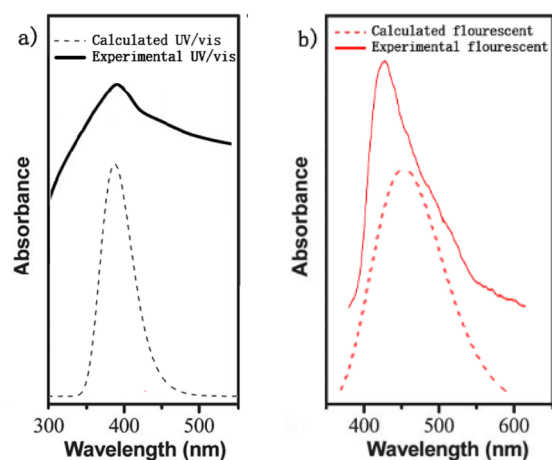 a)
Calculated UV/vis
Experimental UV/vis
Absorbance
300 400 500
Wavelength (nm)
b)
Calculated flourescent
Experimental flourescent
Absorbance
400 500 600
Wavelength (nm)